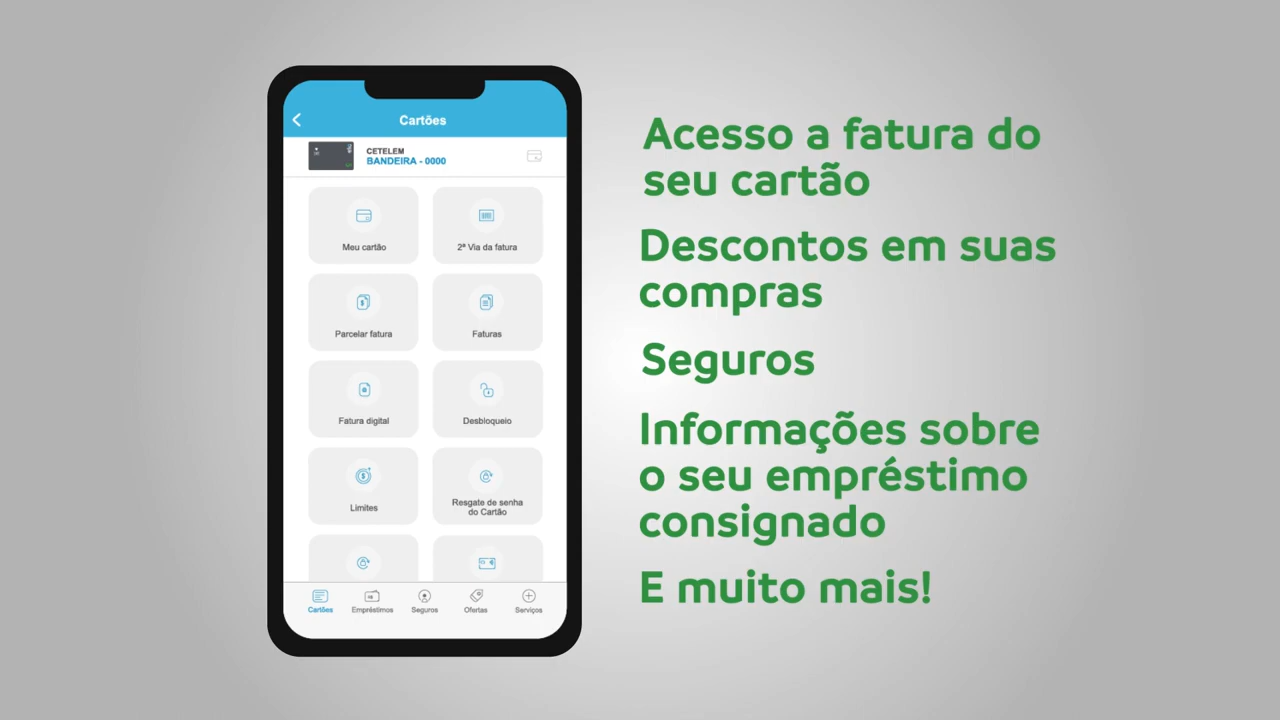 Cartões
CETELEM
BANDEIRA - 0000
Meu cartão
2ª Via da fatura
Parcelar fatura
Faturas
Fatura digital
Desbloqueio
Limites
Resgate de senha
do Cartão
Cartões
Empréstimos
Seguros
Ofertas
Serviços
Acesso a fatura do
seu cartão
Descontos em suas
compras
Seguros
Informações sobre
o seu empréstimo
consignado
E muito mais!